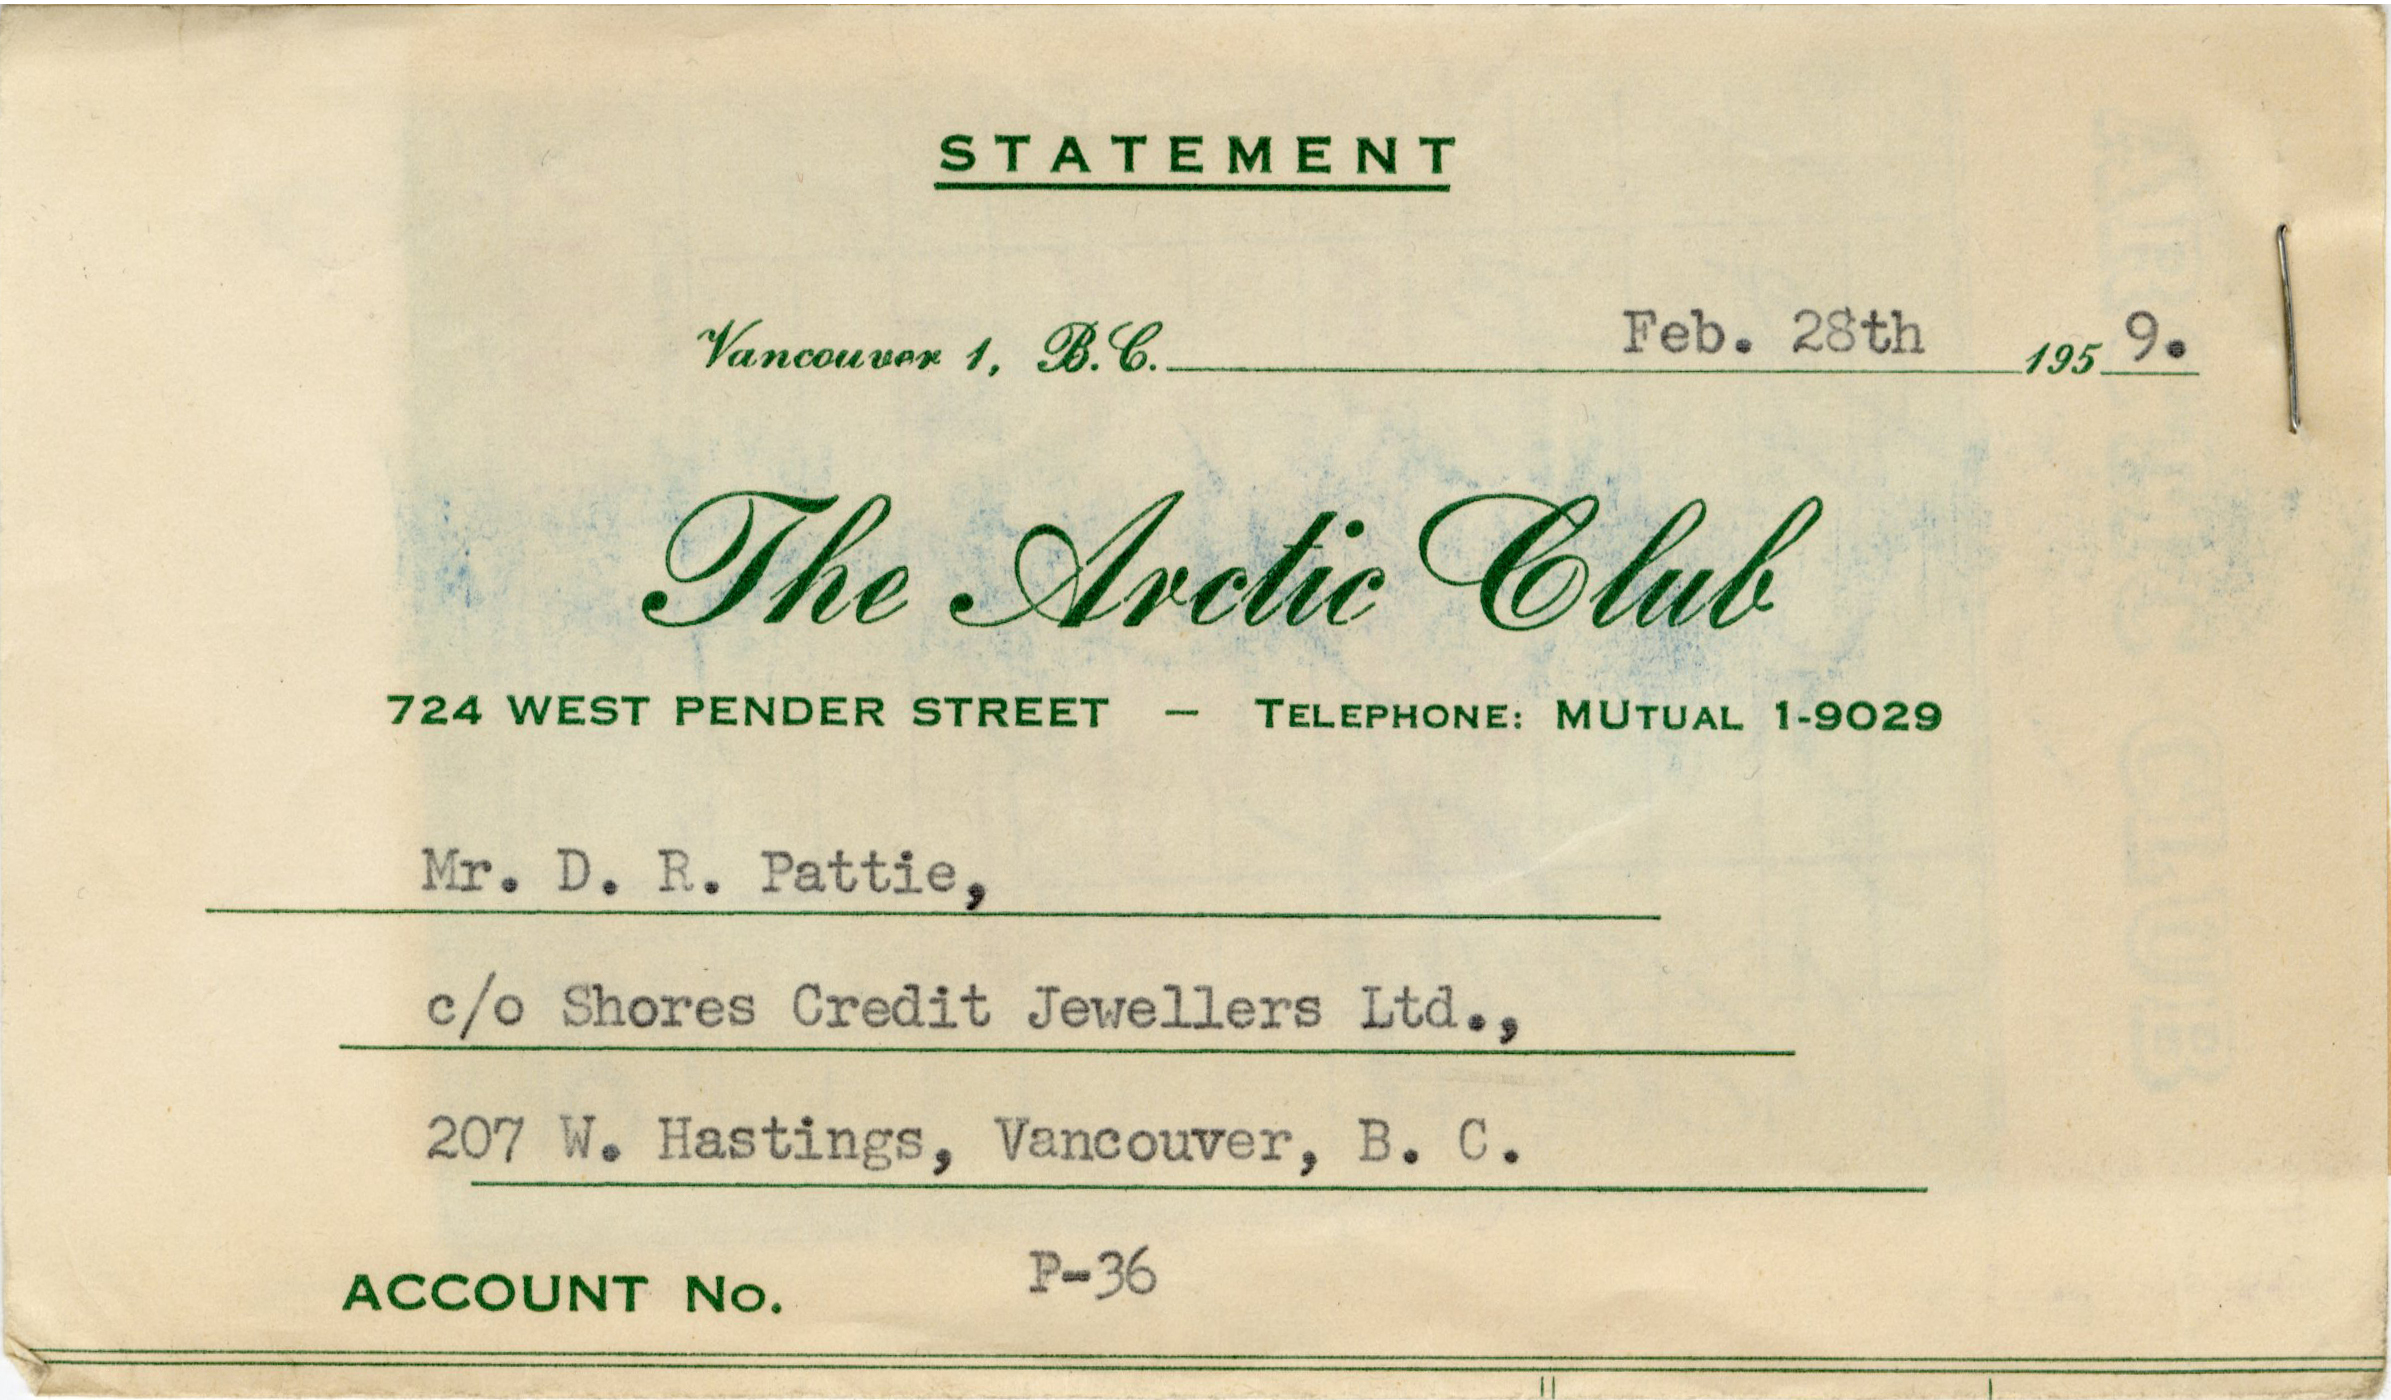 STATEMENT
Vancouver 1, B.C. Feb. 28th 1959.
The Arctic Club
724 WEST PENDER STREET — TELEPHONE: MUTUAL 1-9029
Mr. D. R. Pattie,
c/o Shores Credit Jewellers Ltd.,
207 W. Hastings, Vancouver, B. C.
ACCOUNT No. P-36